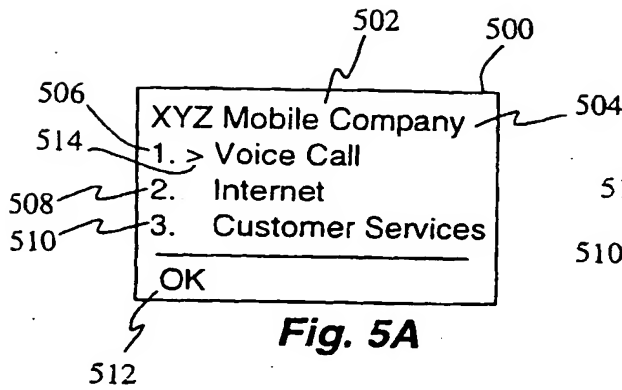 502
500
506
XYZ Mobile Company
504
514
1. > Voice Call
508
2. Internet
510
3. Customer Services
510
OK
512
Fig. 5A